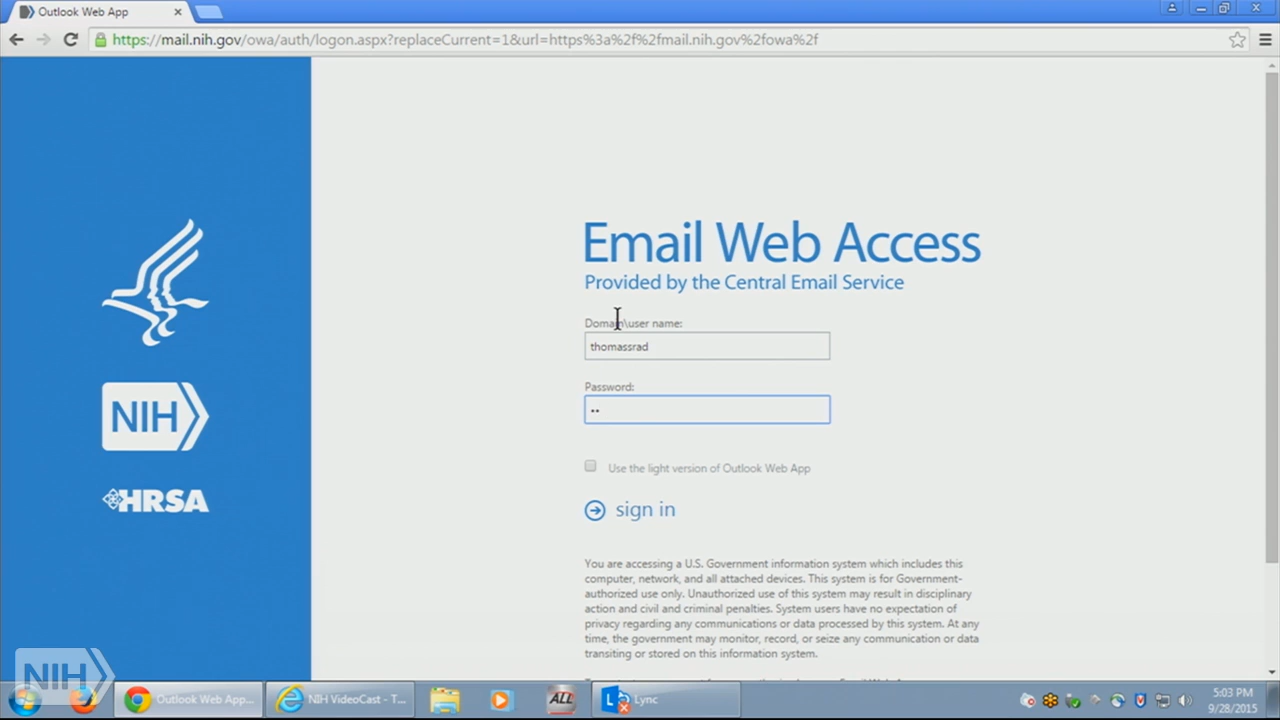 Outlook Web App
https://mail.nih.gov/owa/auth/logon.aspx?replaceCurrent=1&url=https%3a%2f%2fmail.nih.gov%2fowa%2f
Email Web Access
Provided by the Central Email Service
Domain\user name:
thomassrad
Password:
••
Use the light version of Outlook Web App
sign in
You are accessing a U.S. Government information system which includes this
computer, network, and all attached devices. This system is for Government-
authorized use only. Unauthorized use of this system may result in disciplinary
action and civil and criminal penalties. System users have no expectation of
privacy regarding any communications or data processed by this system. At any
time, the government may monitor, record, or seize any communication or data
transiting or stored on this information system.
NIH
HRSA
NIH
Outlook Web App...
NIH VideoCast - T...
ALL
Lync
5:03 PM
9/28/2015